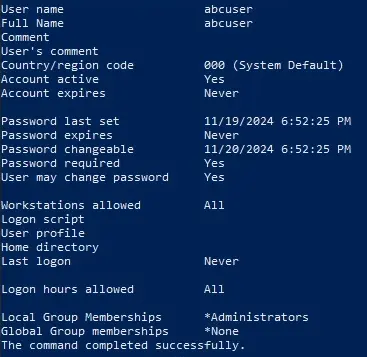 User name                    abcuser
Full Name                    abcuser
Comment
User's comment
Country/region code          000 (System Default)
Account active               Yes
Account expires              Never

Password last set            11/19/2024 6:52:25 PM
Password expires             Never
Password changeable          11/20/2024 6:52:25 PM
Password required            Yes
User may change password     Yes

Workstations allowed         All
Logon script
User profile
Home directory
Last logon                   Never

Logon hours allowed          All

Local Group Memberships      *Administrators
Global Group memberships     *None
The command completed successfully.